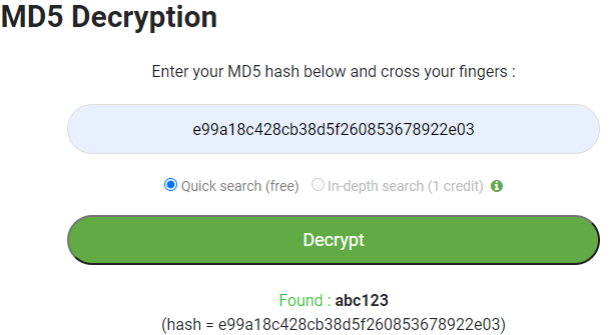 MD5 Decryption
Enter your MD5 hash below and cross your fingers :
e99a18c428cb38d5f260853678922e03
Quick search (free) In-depth search (1 credit)
Decrypt
Found : abc123
(hash = e99a18c428cb38d5f260853678922e03)